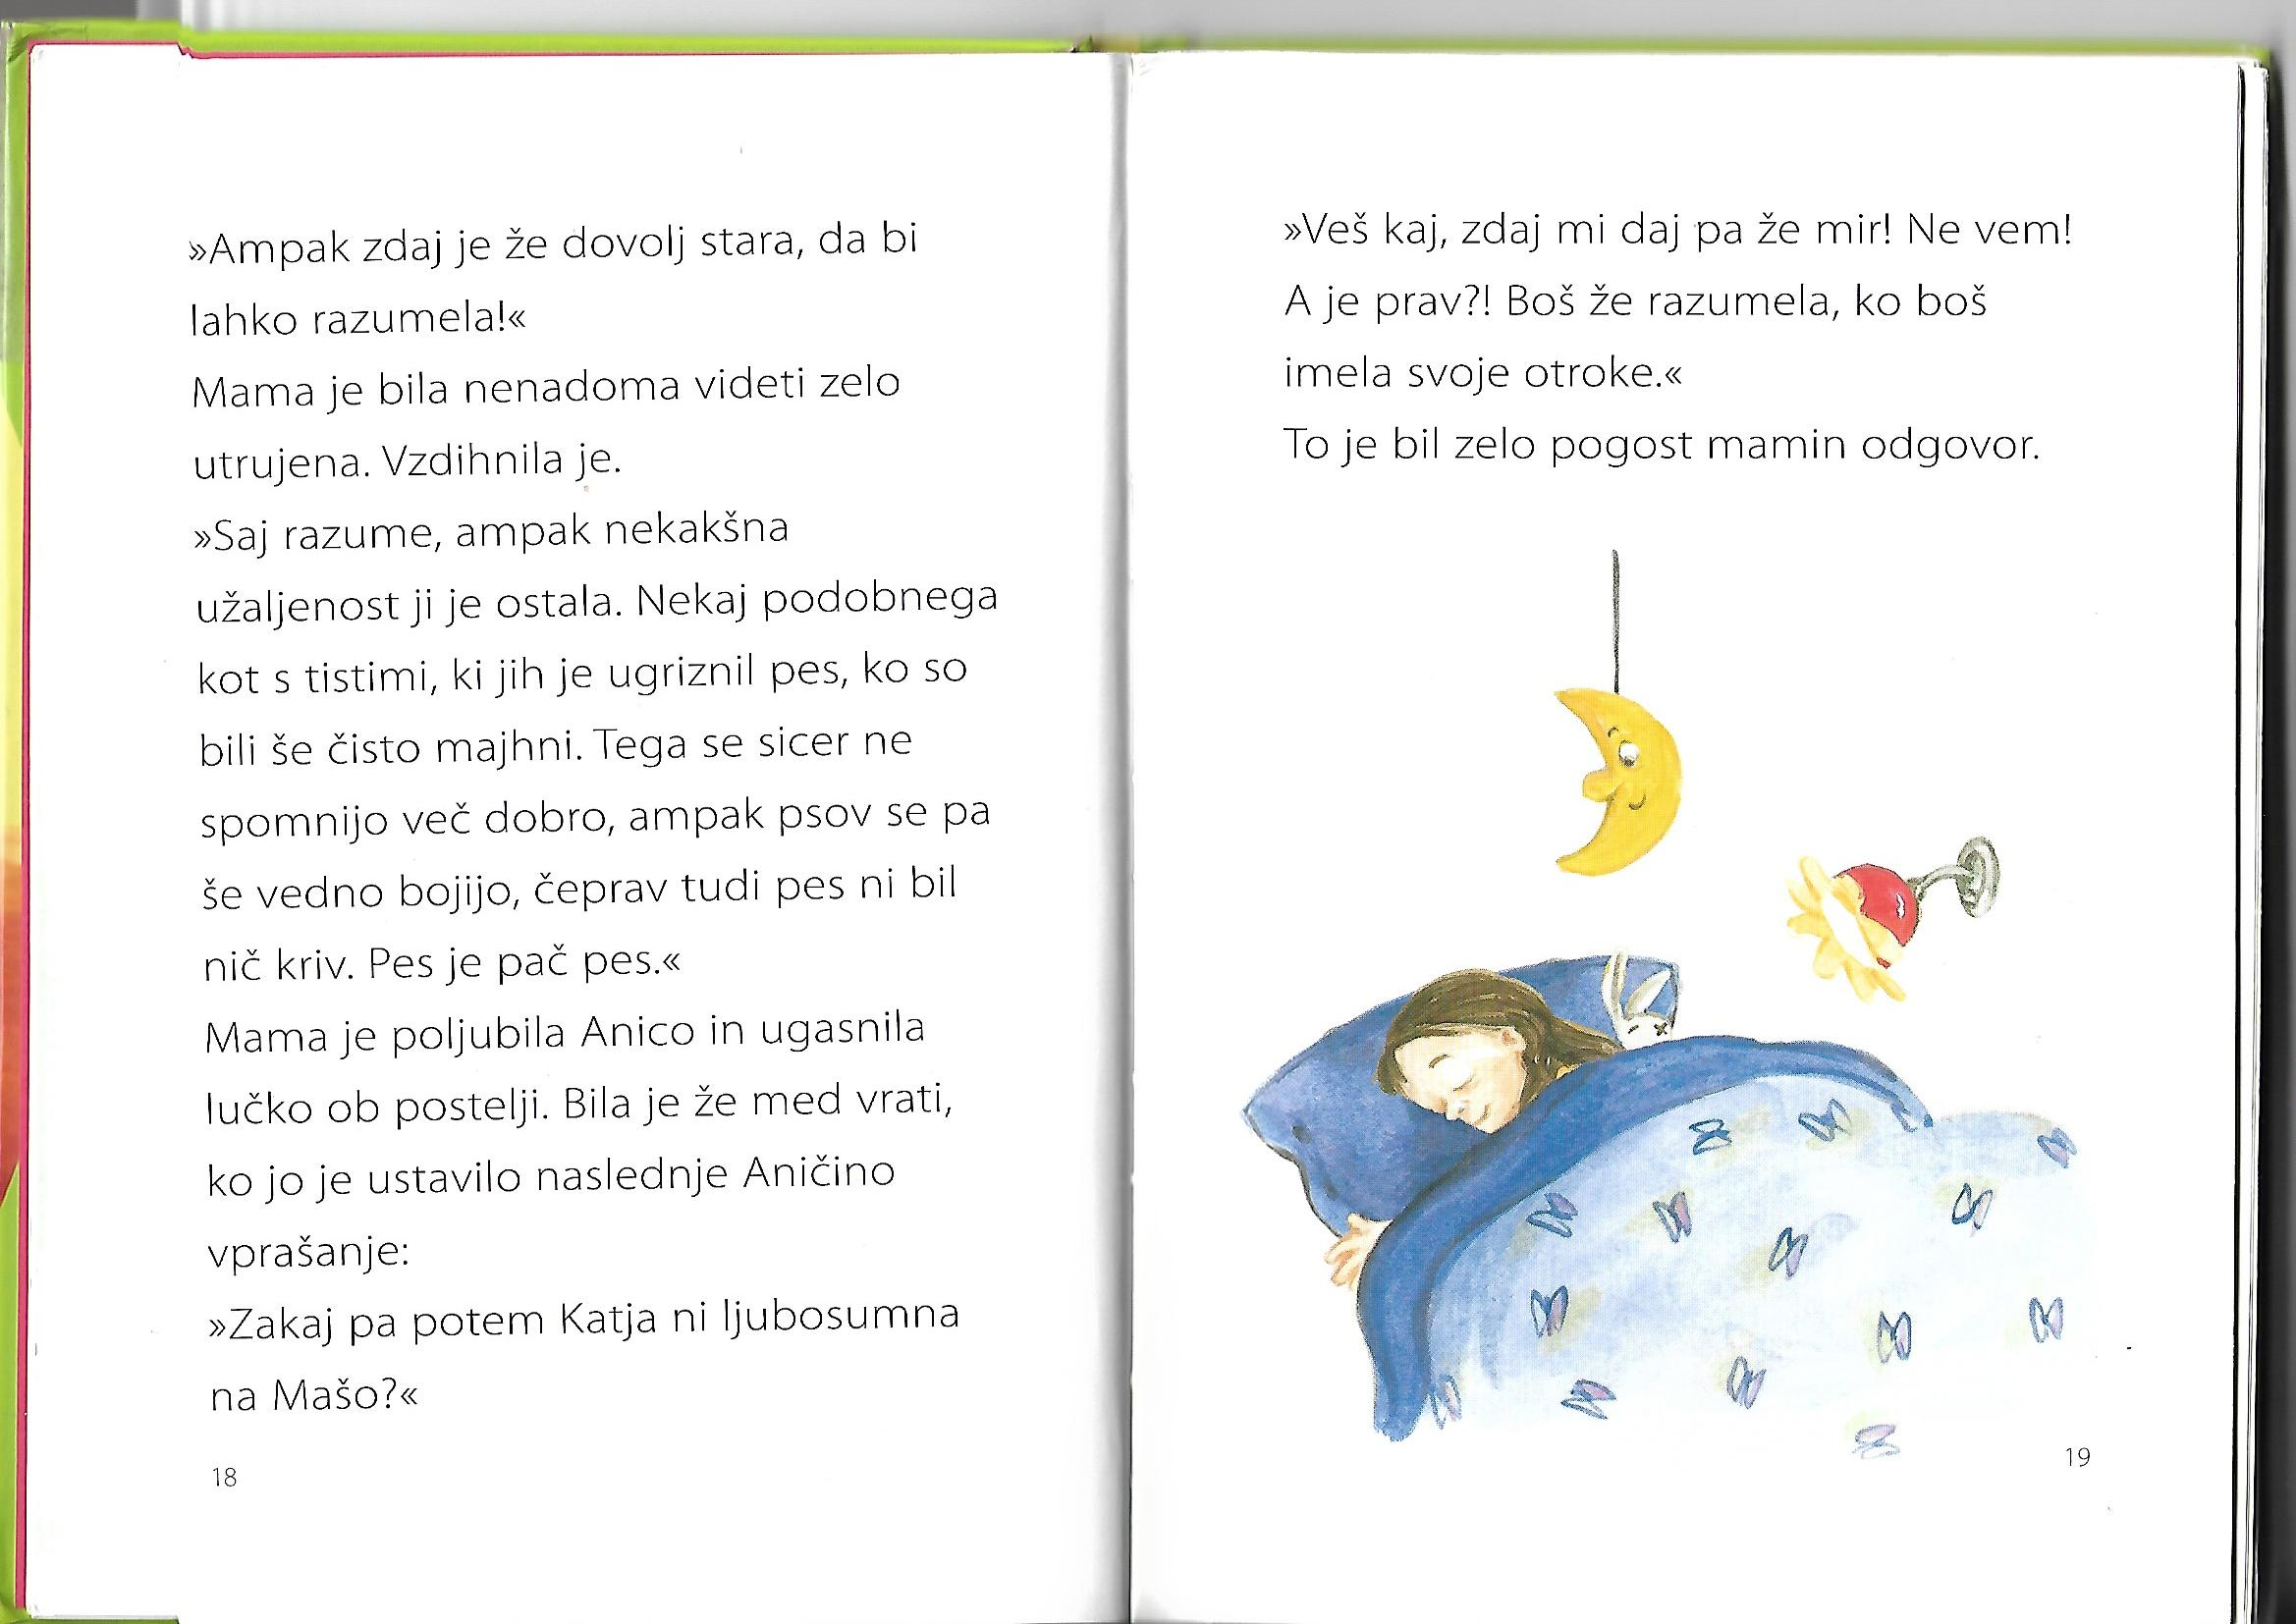 »Ampak zdaj je že dovolj stara, da bi
lahko razumela!«
Mama je bila nenadoma videti zelo
utrujena. Vzdihnila je.
»Saj razume, ampak nekakšna
užaljenost ji je ostala. Nekaj podobnega
kot s tistimi, ki jih je ugriznil pes, ko so
bili še čisto majhni. Tega se sicer ne
spomnijo več dobro, ampak psov se pa
še vedno bojijo, čeprav tudi pes ni bil
nič kriv. Pes je pač pes.«
Mama je poljubila Anico in ugasnila
lučko ob postelji. Bila je že med vrati,
ko jo je ustavilo naslednje Aničino
vprašanje:
»Zakaj pa potem Katja ni ljubosumna
na Mašo?«
18
»Veš kaj, zdaj mi daj pa že mir! Ne vem!
A je prav?! Boš že razumela, ko boš
imela svoje otroke.«
To je bil zelo pogost mamin odgovor.
19